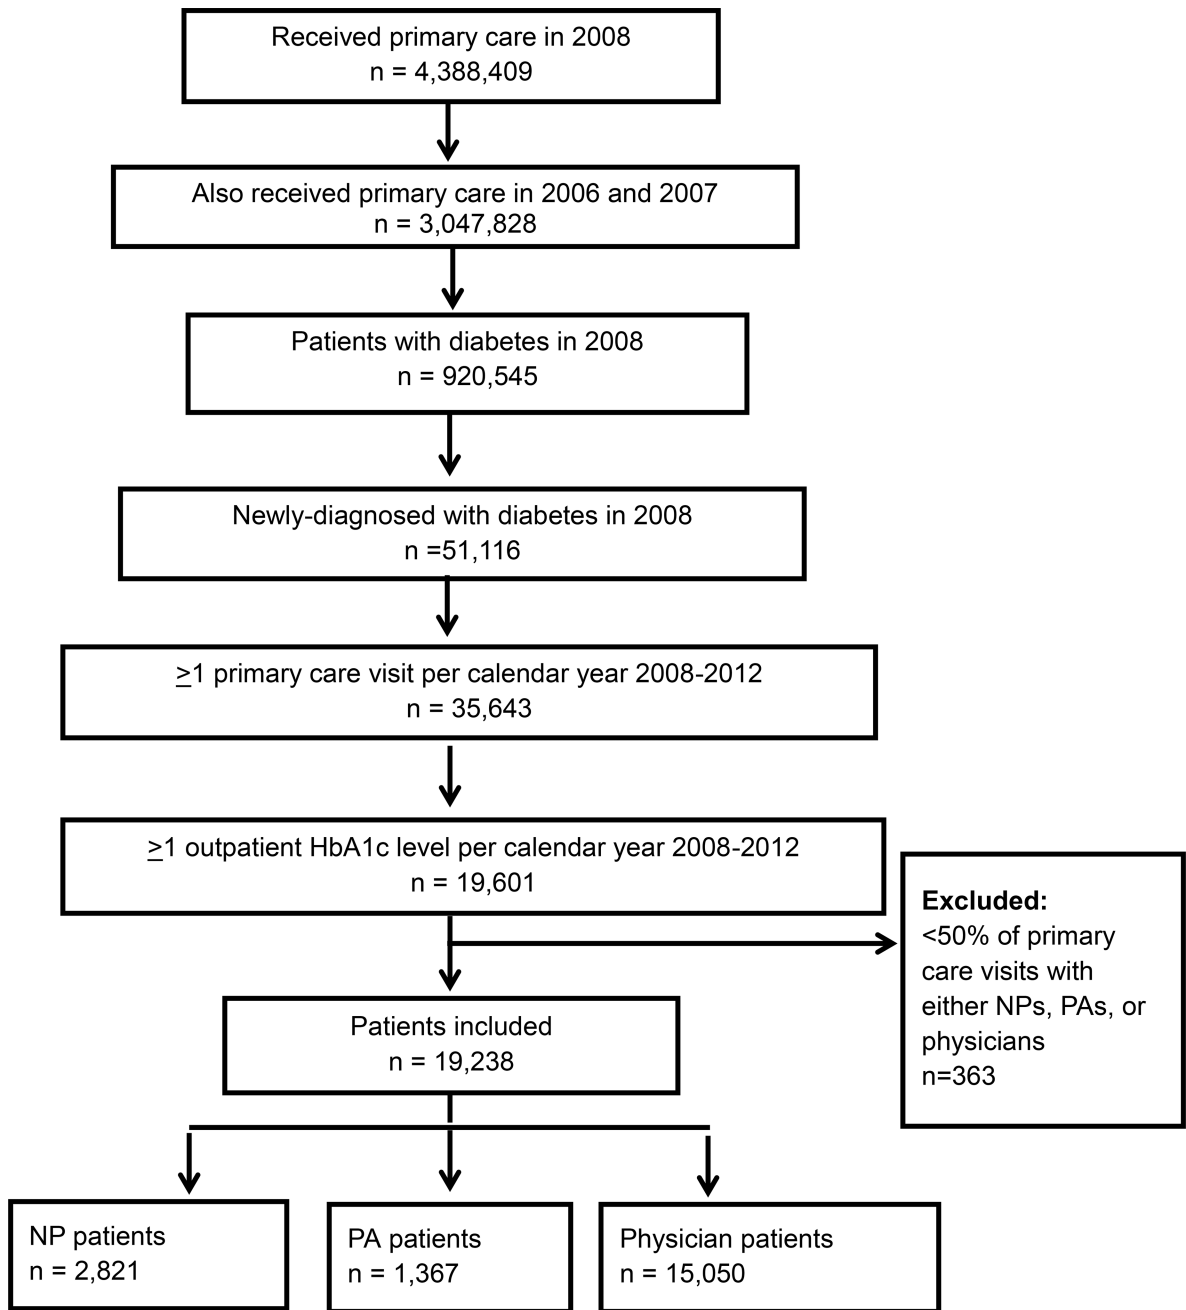 Received primary care in 2008
n = 4,388,409
Also received primary care in 2006 and 2007
n = 3,047,828
Patients with diabetes in 2008
n = 920,545
Newly-diagnosed with diabetes in 2008
n =51,116
≥1 primary care visit per calendar year 2008-2012
n = 35,643
≥1 outpatient HbA1c level per calendar year 2008-2012
n = 19,601
Excluded:
<50% of primary
care visits with
either NPs, PAs, or
physicians
n=363
Patients included
n = 19,238
NP patients
n = 2,821
PA patients
n = 1,367
Physician patients
n = 15,050